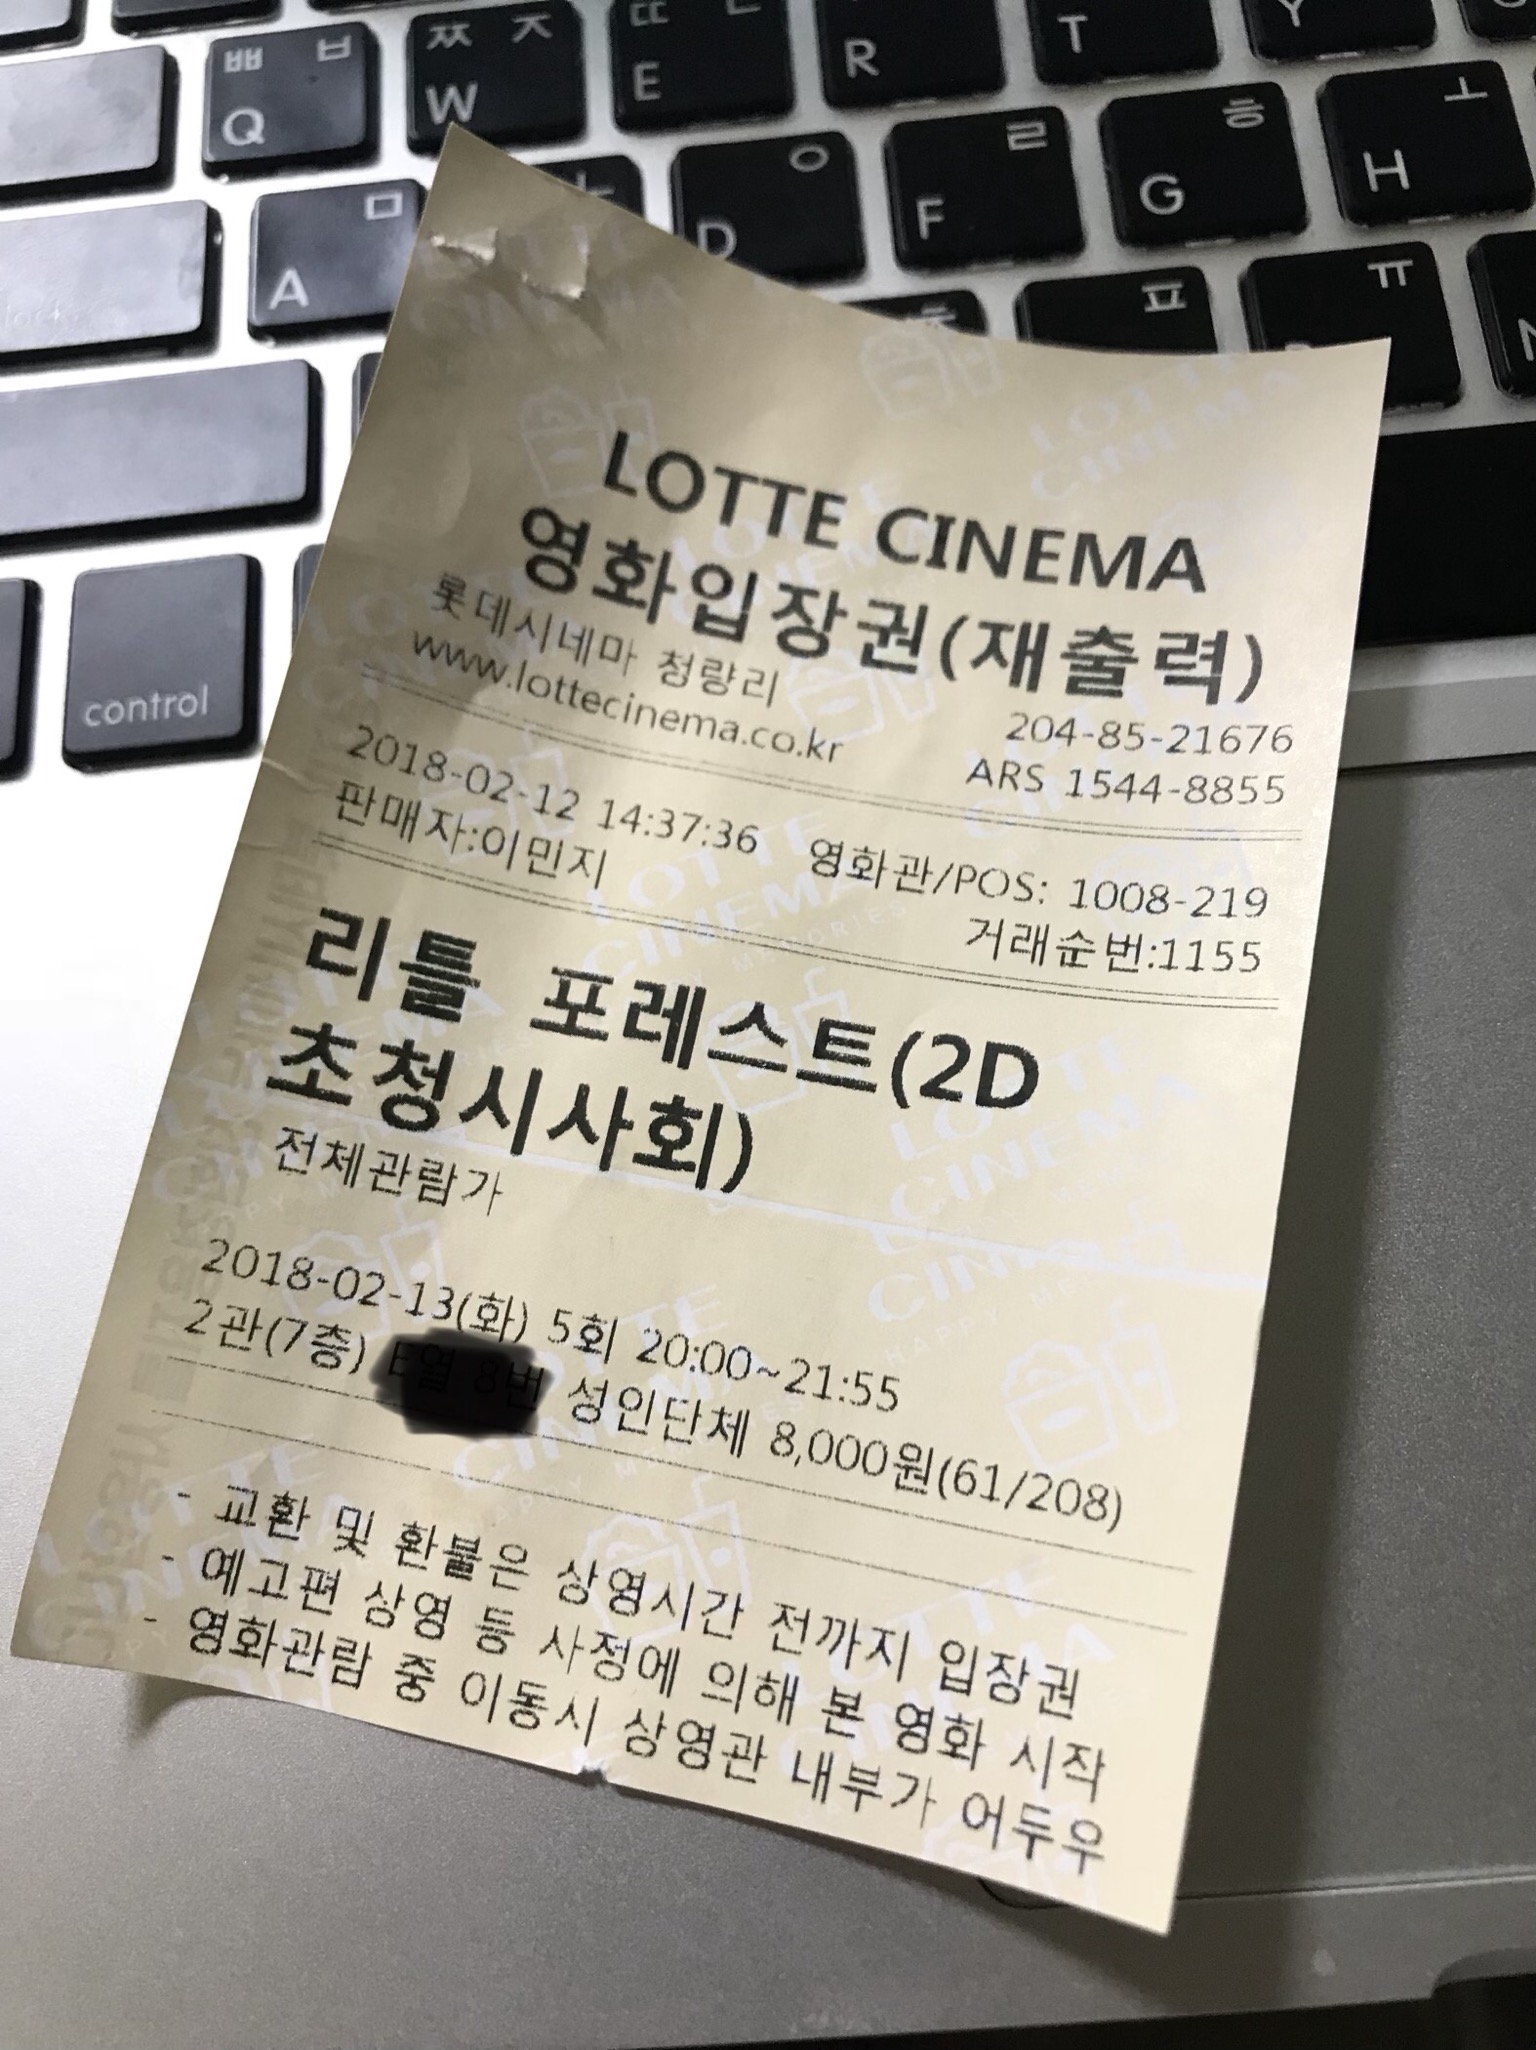 ㅃ ㅂ
Q
ㅉ ㅈ
W
ㄸ ㄷ
E
R
T
Y
ㅁ
A
ㅇ
D
ㄹ
F
ㅎ
G
ㅗ
H
ㅍ
ㅠ
N
control
LOTTE CINEMA
영화입장권(재출력)
롯데시네마 청량리 204-85-21676
www.lottecinema.co.kr ARS 1544-8855
2018-02-12 14:37:36 영화관/POS: 1008-219
판매자:이민지 거래순번:1155
리틀 포레스트(2D
초청시사회)
전체관람가
2018-02-13(화) 5회 20:00~21:55
2관(7층) 성인단체 8,000원(61/208)
- 교환 및 환불은 상영시간 전까지 입장권
- 예고편 상영 등 사정에 의해 본 영화 시작
- 영화관람 중 이동시 상영관 내부가 어두우